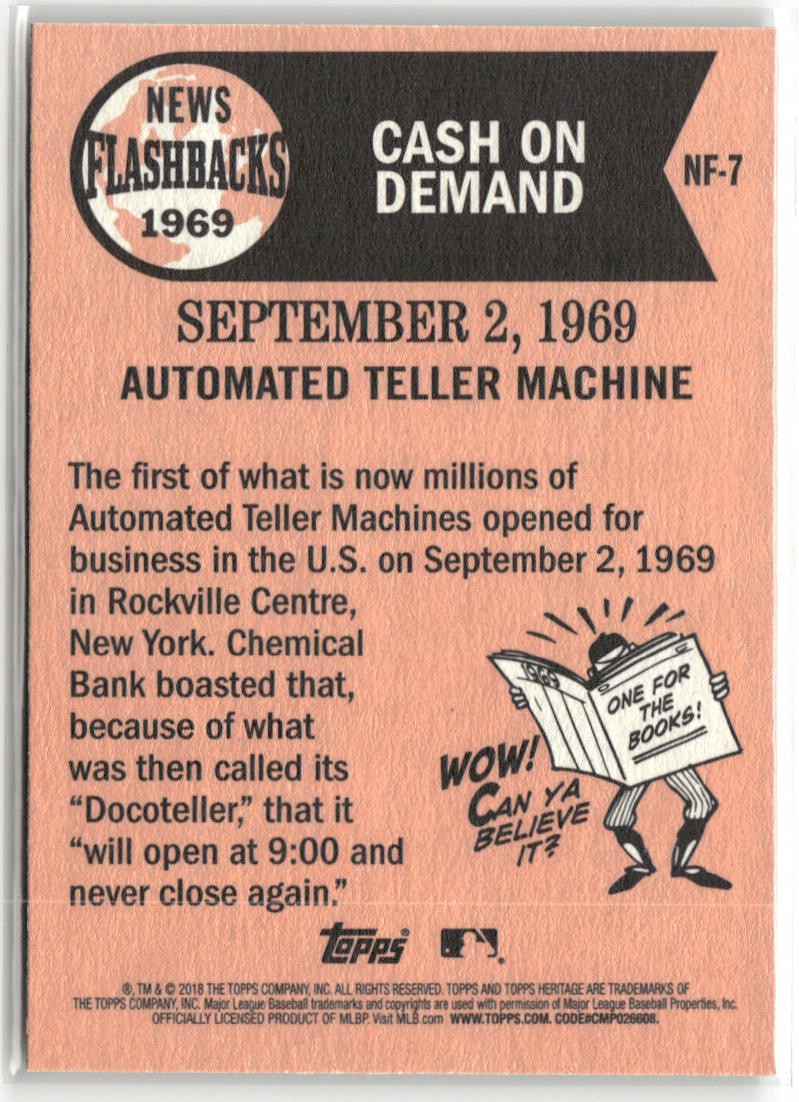 NEWS
FLASHBACKS
1969
CASH ON
DEMAND
NF-7
SEPTEMBER 2, 1969
AUTOMATED TELLER MACHINE
The first of what is now millions of
Automated Teller Machines opened for
business in the U.S. on September 2, 1969
in Rockville Centre,
New York. Chemical
Bank boasted that,
because of what
was then called its
“Docoteller,” that it
“will open at 9:00 and
never close again.”
1969
ONE FOR
THE
BOOKS!
WOW!
CAN YA
BELIEVE
IT?
Topps®
®, TM & © 2018 THE TOPPS COMPANY, INC. ALL RIGHTS RESERVED. TOPPS AND TOPPS HERITAGE ARE TRADEMARKS OF
THE TOPPS COMPANY, INC. Major League Baseball trademarks and copyrights are used with permission of Major League Baseball Properties, Inc.
OFFICIALLY LICENSED PRODUCT OF MLBP. Visit MLB.com WWW.TOPPS.COM. CODE#CMP026608.